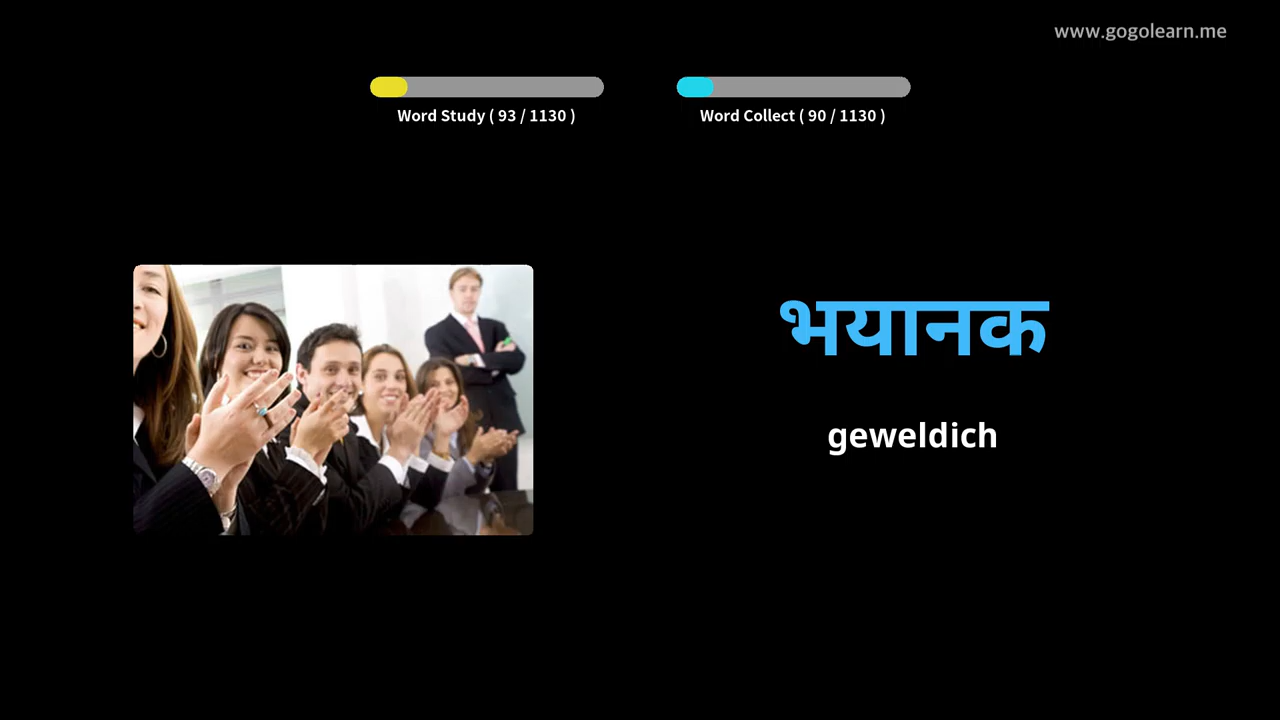 www.gogolearn.me
Word Study ( 93 / 1130 )
Word Collect ( 90 / 1130 )
भयानक
geweldich